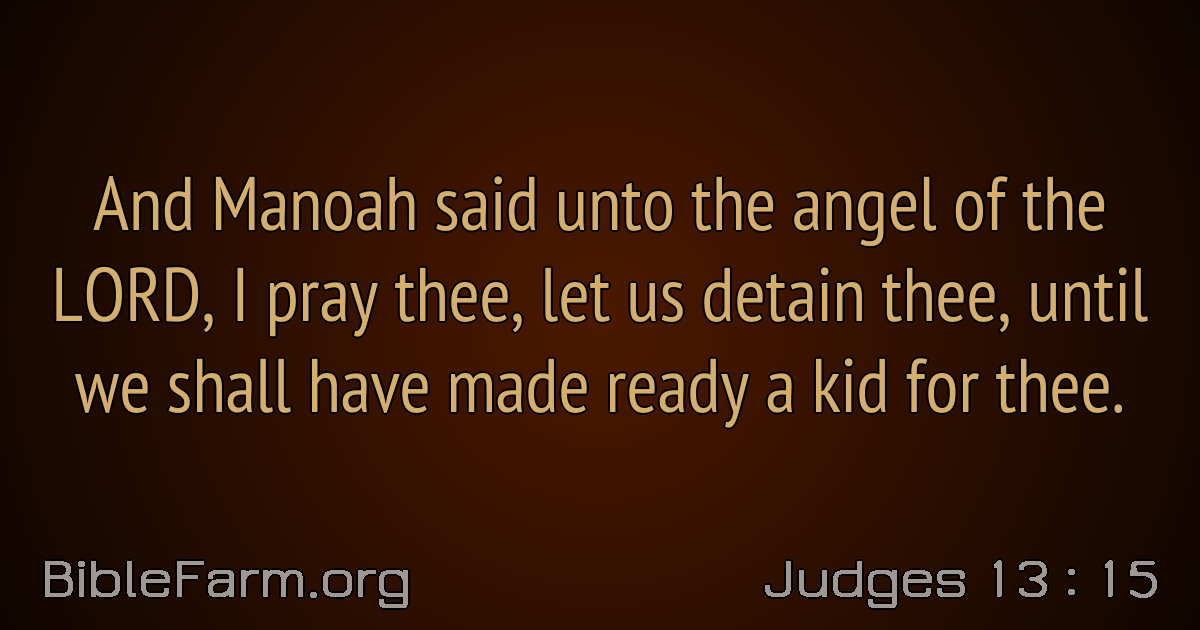 And Manoah said unto the angel of the
LORD, I pray thee, let us detain thee, until
we shall have made ready a kid for thee.
BibleFarm.org
Judges 13:15